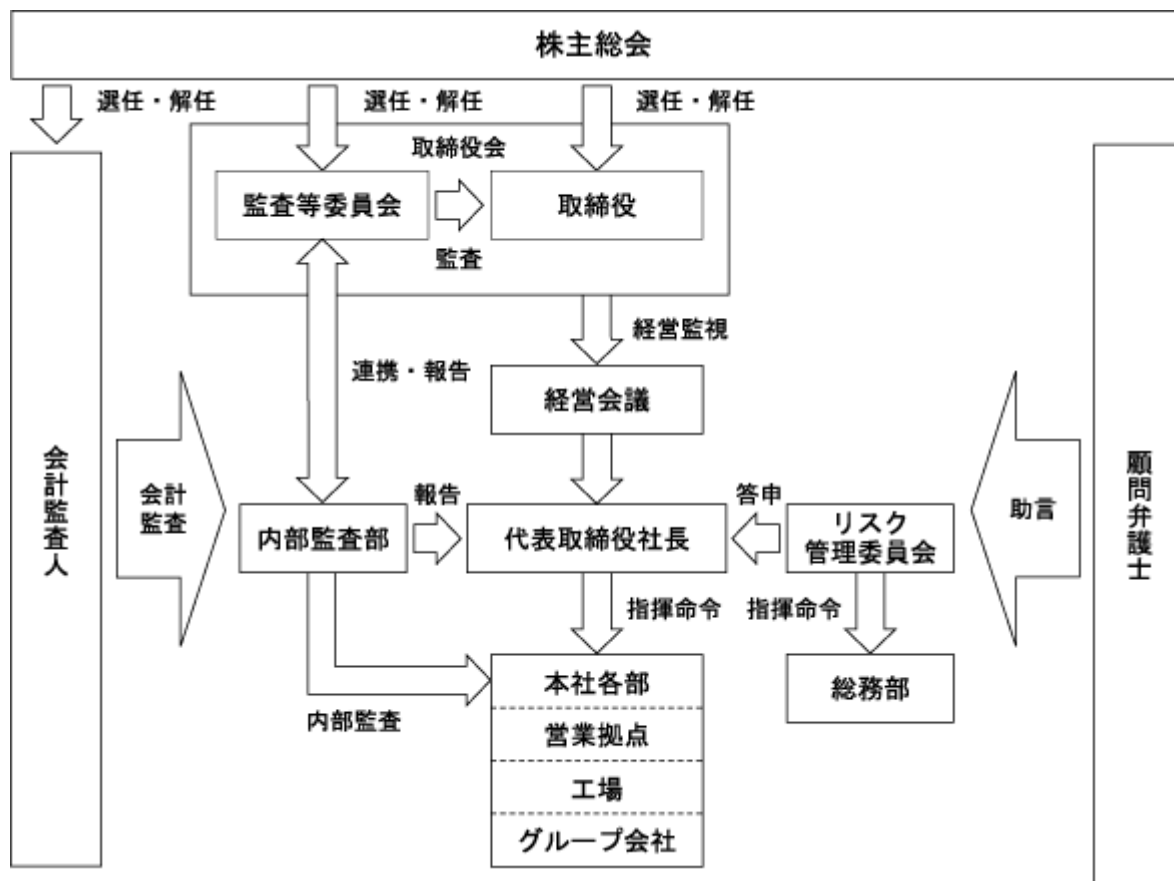 株主総会
選任・解任
選任・解任
選任・解任
取締役会
監査等委員会
取締役
監査
経営監視
連携・報告
経営会議
会計監査人
会計
監査
顧問弁護士
助言
報告
答申
内部監査部
代表取締役社長
リスク
管理委員会
指揮命令
指揮命令
本社各部
総務部
内部監査
営業拠点
工場
グループ会社